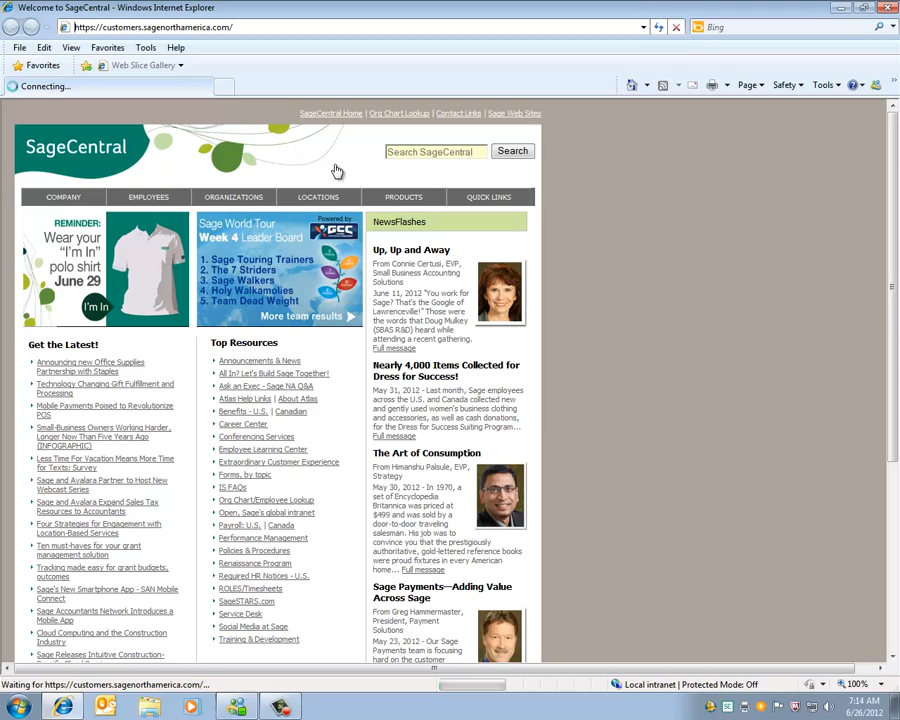 Welcome to SageCentral - Windows Internet Explorer
https://customers.sagenorthamerica.com/
Bing
File Edit View Favorites Tools Help
Favorites Web Slice Gallery
Connecting...
Page Safety Tools
SageCentral Home | Org Chart Lookup | Contact Links | Sage Web Sites
SageCentral
Search SageCentral Search
COMPANY EMPLOYEES ORGANIZATIONS LOCATIONS PRODUCTS QUICK LINKS
REMINDER:
Wear your
"I'm In"
polo shirt
June 29
I'm In
Sage World Tour
Week 4 Leader Board
Powered by
GCC
1. Sage Touring Trainers
2. The 7 Striders
3. Sage Walkers
4. Holy Walkamolies
5. Team Dead Weight
More team results
Get the Latest!
Announcing new Office Supplies
Partnership with Staples
Technology Changing Gift Fulfillment and
Processing
Mobile Payments Poised to Revolutionize
POS
Small-Business Owners Working Harder,
Longer Now Than Five Years Ago
(INFOGRAPHIC)
Less Time For Vacation Means More Time
for Texts: Survey
Sage and Avalara Partner to Host New
Webcast Series
Sage and Avalara Expand Sales Tax
Resources to Accountants
Four Strategies for Engagement with
Location-Based Services
Ten must-haves for your grant
management solution
Tracking made easy for grant budgets,
outcomes
Sage's New Smartphone App - SAN Mobile
Connect
Sage Accountants Network Introduces a
Mobile App
Cloud Computing and the Construction
Industry
Sage Releases Intuitive Construction-
Top Resources
Announcements & News
All In? Let's Build Sage Together!
Ask an Exec - Sage NA Q&A
Atlas Help Links | About Atlas
Benefits - U.S. | Canadian
Career Center
Conferencing Services
Employee Learning Center
Extraordinary Customer Experience
Forms, by topic
IS FAQs
Org Chart/Employee Lookup
Open, Sage's global intranet
Payroll: U.S. | Canada
Performance Management
Policies & Procedures
Renaissance Program
Required HR Notices - U.S.
ROLES/Timesheets
SageSTARS.com
Service Desk
Social Media at Sage
Training & Development
NewsFlashes
Up, Up and Away
From Connie Certusi, EVP,
Small Business Accounting
Solutions
June 11, 2012 "You work for
Sage? That's the Google of
Lawrenceville!" Those were
the words that Doug Mulkey
(SBAS R&D) heard while
attending a recent gathering.
Full message
Nearly 4,000 Items Collected for
Dress for Success!
May 31, 2012 - Last month, Sage employees
across the U.S. and Canada collected new
and gently used women's business clothing
and accessories, as well as cash donations,
for the Dress for Success Suiting Program...
Full message
The Art of Consumption
From Himanshu Palsule, EVP,
Strategy
May 30, 2012 - In 1970, a
set of Encyclopedia
Britannica was priced at
$499 and was sold by a
door-to-door traveling
salesman. His job was to
convince you that the prestigiously
authoritative, gold-lettered reference books
were proud fixtures in every American
home... Full message
Sage Payments—Adding Value
Across Sage
From Greg Hammermaster,
President, Payment
Solutions
May 23, 2012 - Our Sage
Payments team is focusing
hard on the customer
Waiting for https://customers.sagenorthamerica.com/...
Local intranet | Protected Mode: Off
100%
7:14 AM
6/26/2012